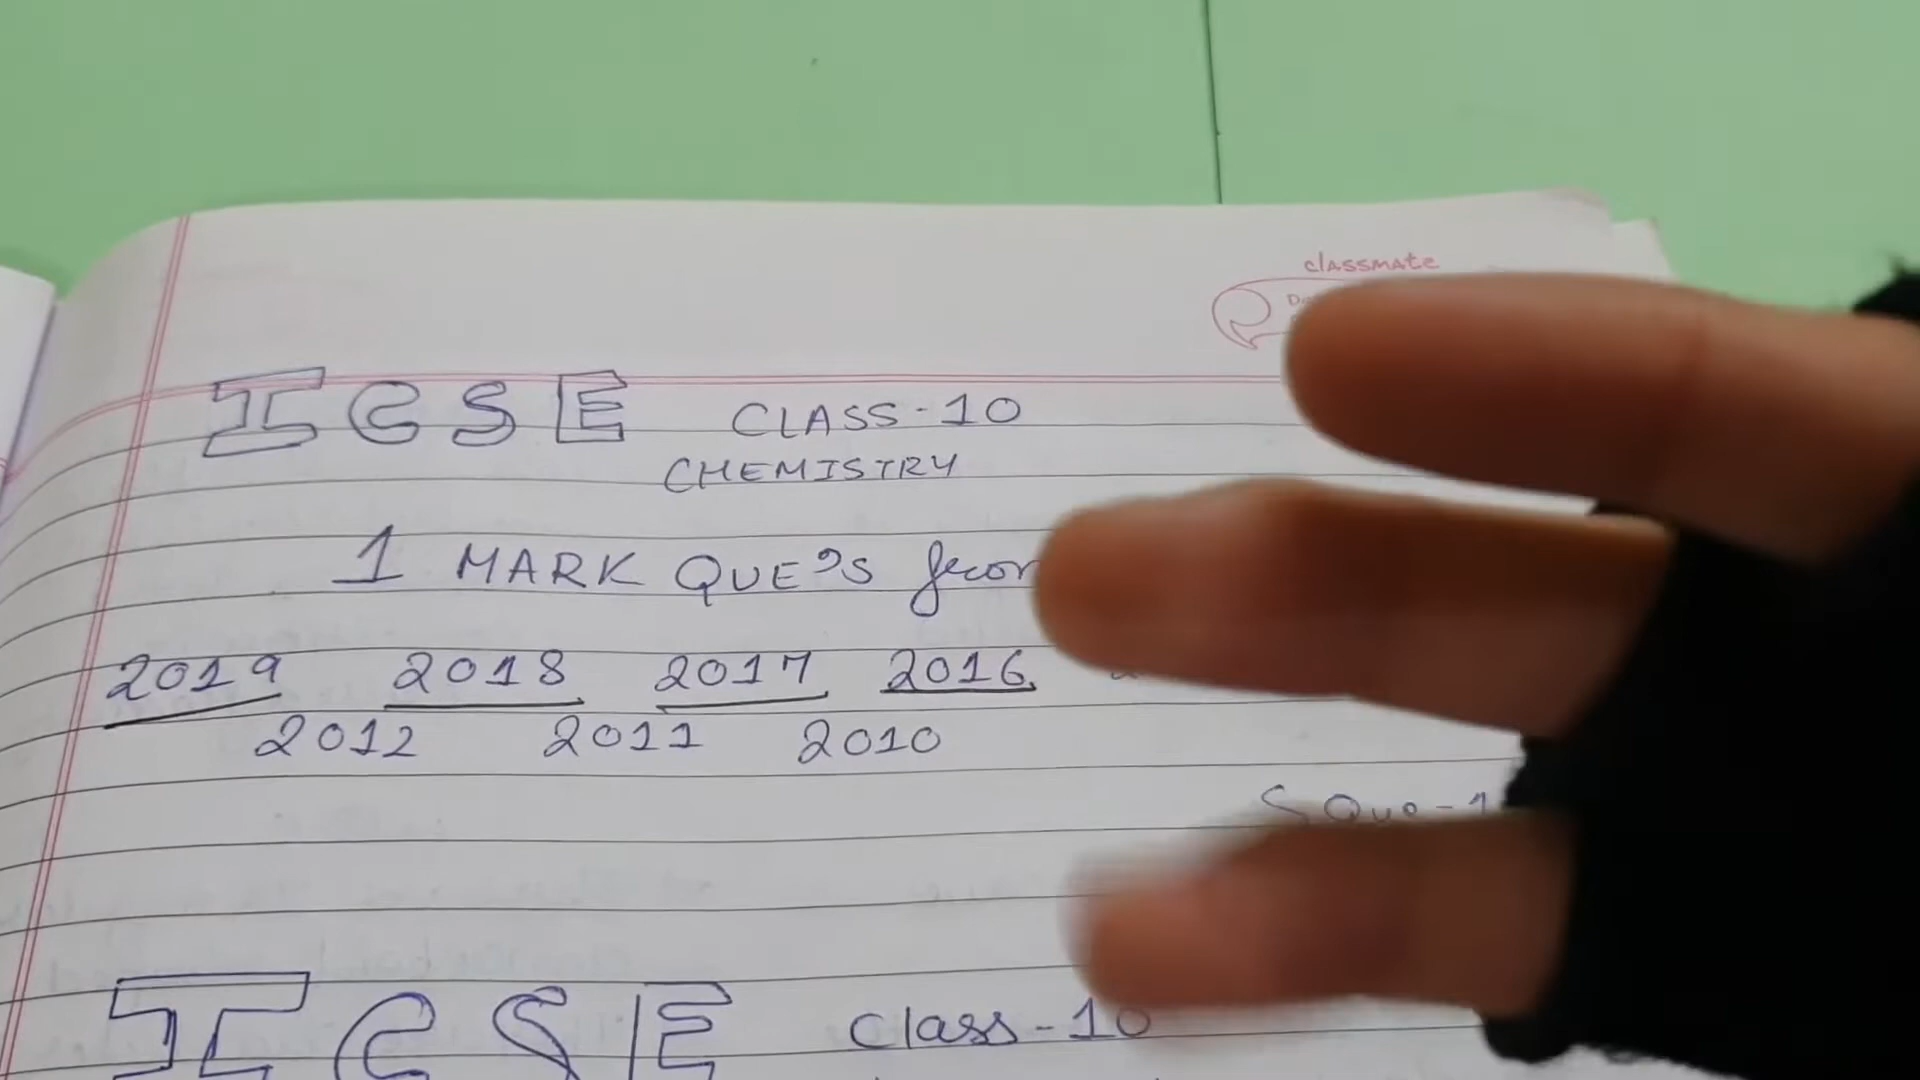 classmate
ICSE CLASS-10
CHEMISTRY
1 MARK QUE'S from
2019 2018 2017 2016
2012 2011 2010
ICSE Class-10